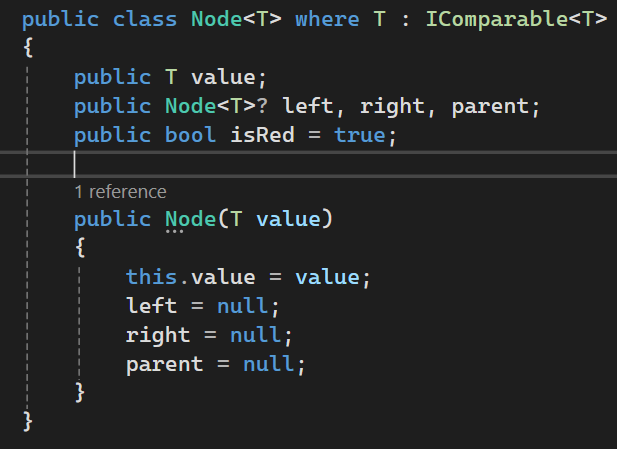 public class Node<T> where T : IComparable<T>
{
public T value;
public Node<T>? left, right, parent;
public bool isRed = true;
1 reference
public Node(T value)
{
this.value = value;
left = null;
right = null;
parent = null;
}
}